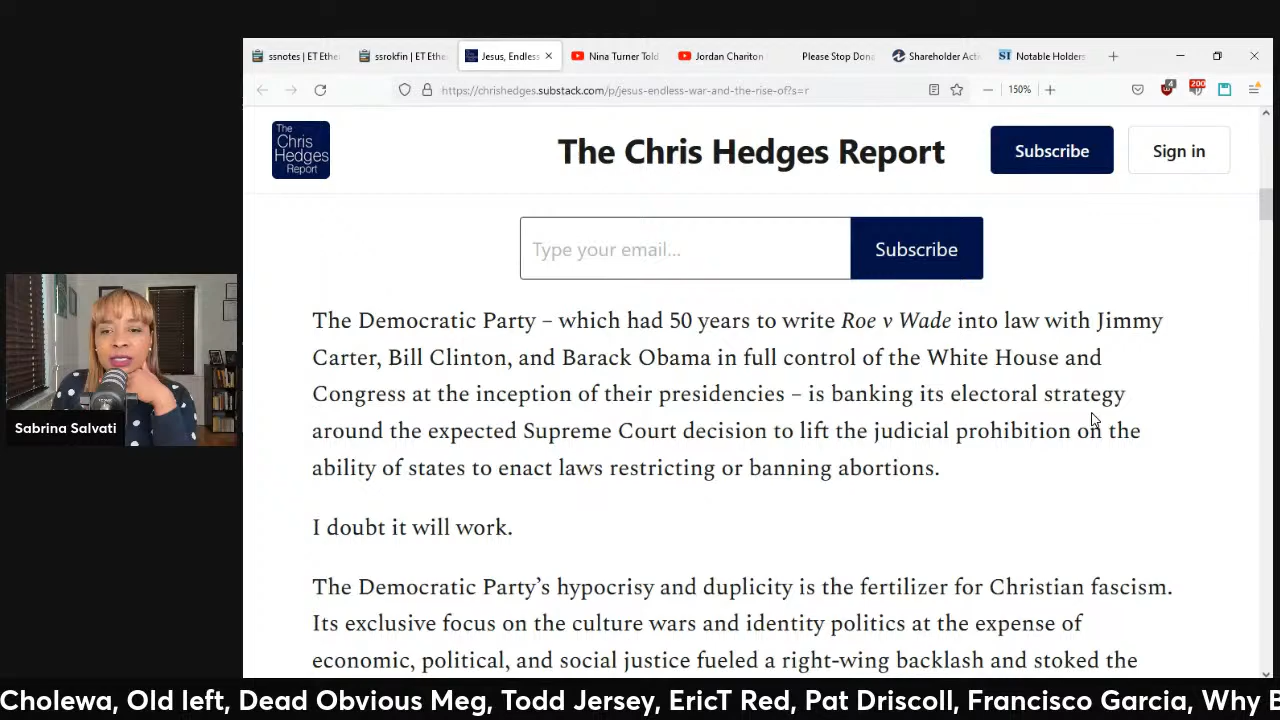 ssnotes | ET Ethe
ssrokfin | ET Ethe
Jesus, Endless
Nina Turner Told
Jordan Chariton
Please Stop Dona
Shareholder Acti
Notable Holders
https://chrishedges.substack.com/p/jesus-endless-war-and-the-rise-of?s=r
150%
4
200
The
Chris
Hedges
Report
The Chris Hedges Report
Subscribe
Sign in
Type your email...
Subscribe
The Democratic Party – which had 50 years to write Roe v Wade into law with Jimmy
Carter, Bill Clinton, and Barack Obama in full control of the White House and
Congress at the inception of their presidencies – is banking its electoral strategy
around the expected Supreme Court decision to lift the judicial prohibition on the
ability of states to enact laws restricting or banning abortions.
I doubt it will work.
The Democratic Party’s hypocrisy and duplicity is the fertilizer for Christian fascism.
Its exclusive focus on the culture wars and identity politics at the expense of
economic, political, and social justice fueled a right-wing backlash and stoked the
Sabrina Salvati
Cholewa, Old left, Dead Obvious Meg, Todd Jersey, EricT Red, Pat Driscoll, Francisco Garcia, Why